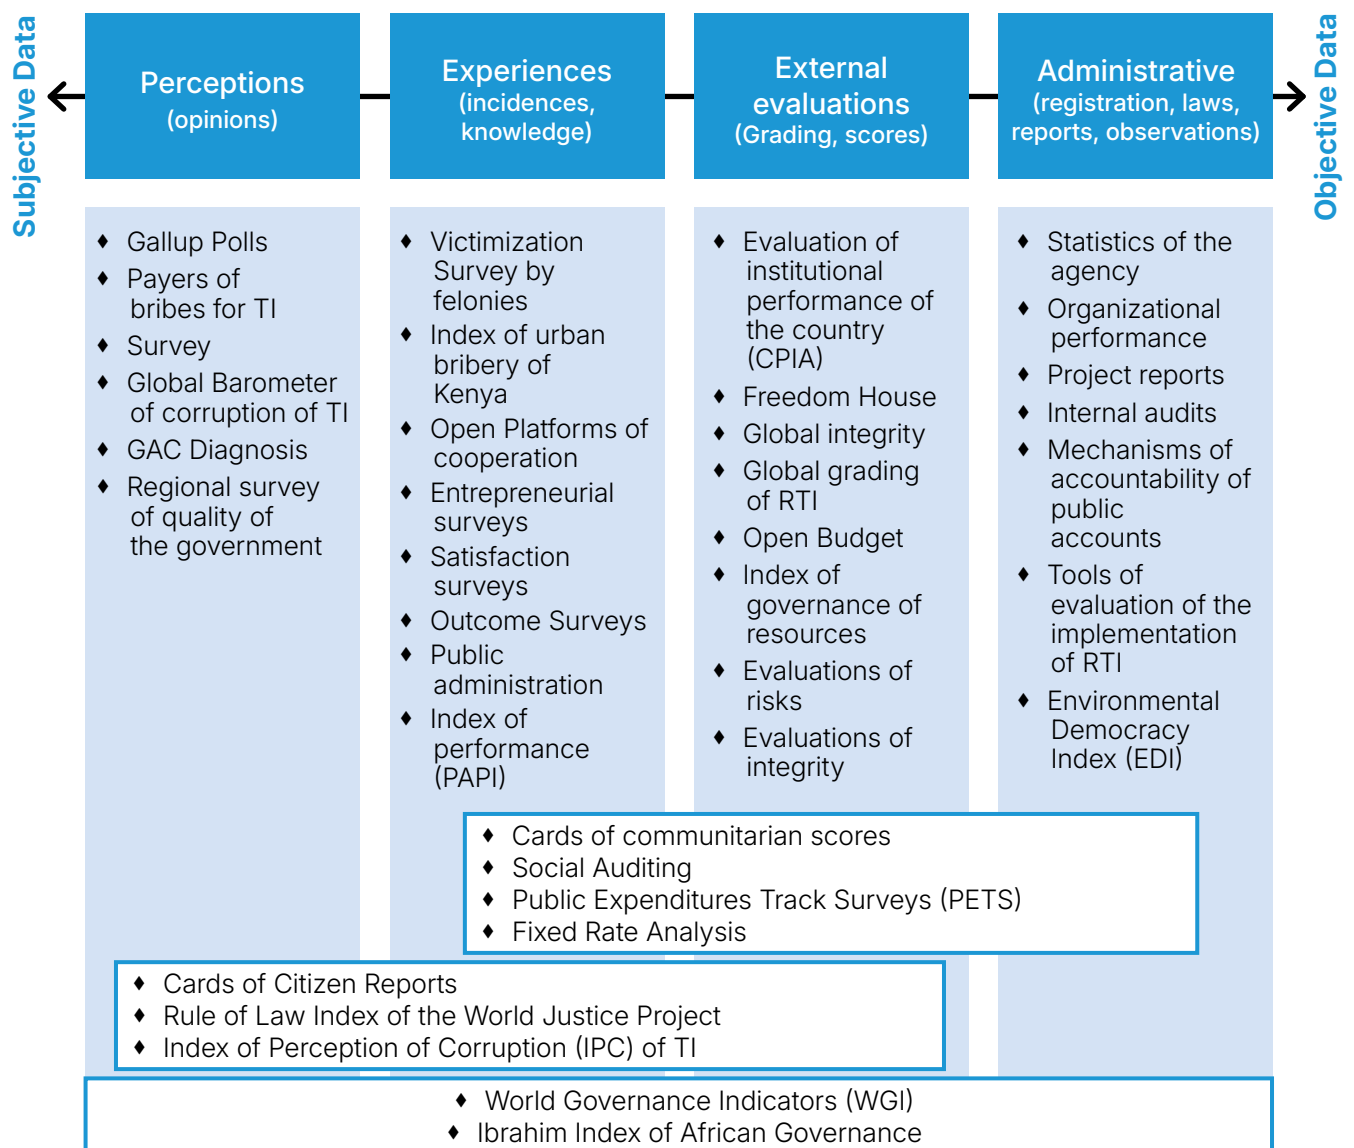 Subjective Data
Perceptions
(opinions)
Experiences
(incidences,
knowledge)
External
evaluations
(Grading, scores)
Administrative
(registration, laws,
reports, observations)
Objective Data
♦ Gallup Polls
♦ Payers of
bribes for TI
♦ Survey
♦ Global Barometer
of corruption of TI
♦ GAC Diagnosis
♦ Regional survey
of quality of
the government
♦ Victimization
Survey by
felonies
♦ Index of urban
bribery of
Kenya
♦ Open Platforms of
cooperation
♦ Entrepreneurial
surveys
♦ Satisfaction
surveys
♦ Outcome Surveys
♦ Public
administration
♦ Index of
performance
(PAPI)
♦ Evaluation of
institutional
performance of
the country
(CPIA)
♦ Freedom House
♦ Global integrity
♦ Global grading
of RTI
♦ Open Budget
♦ Index of
governance of
resources
♦ Evaluations of
risks
♦ Evaluations of
integrity
♦ Statistics of the
agency
♦ Organizational
performance
♦ Project reports
♦ Internal audits
♦ Mechanisms of
accountability of
public
accounts
♦ Tools of
evaluation of the
implementation
of RTI
♦ Environmental
Democracy
Index (EDI)
♦ Cards of communitarian scores
♦ Social Auditing
♦ Public Expenditures Track Surveys (PETS)
♦ Fixed Rate Analysis
♦ Cards of Citizen Reports
♦ Rule of Law Index of the World Justice Project
♦ Index of Perception of Corruption (IPC) of TI
♦ World Governance Indicators (WGI)
♦ Ibrahim Index of African Governance